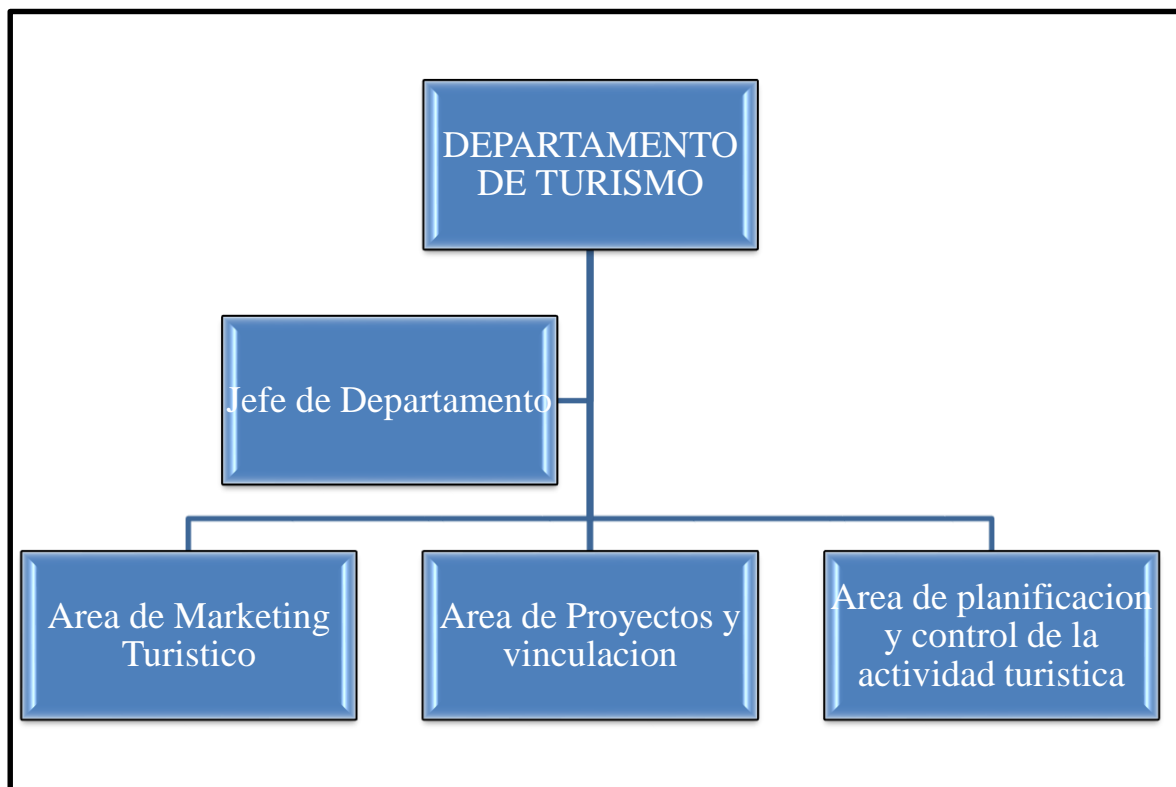 DEPARTAMENTO
DE TURISMO
Jefe de Departamento
Area de Marketing
Turistico
Area de Proyectos y
vinculacion
Area de planificacion
y control de la
actividad turistica